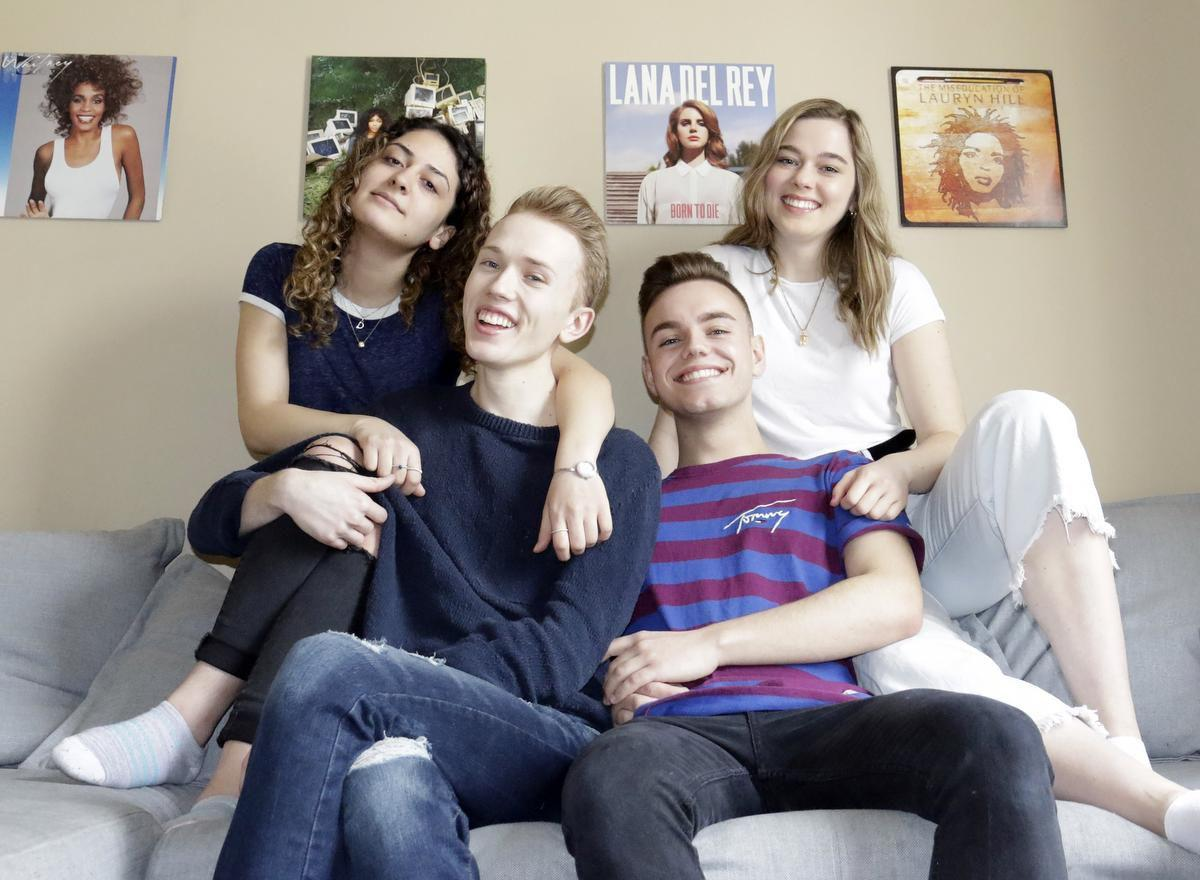 Whitney
LANA DEL REY
BORN TO DIE
THE MISEDUCATION OF
LAURYN HILL
Tommy